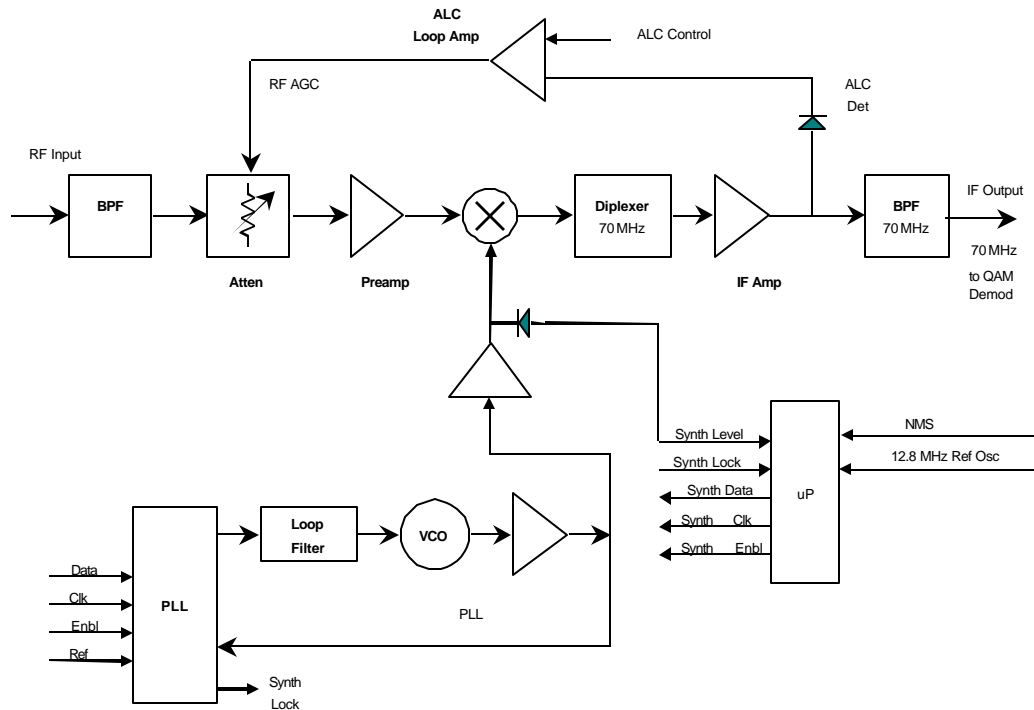 ALC
Loop Amp
ALC Control
RF AGC
ALC
Det
RF Input
BPF
Atten
Preamp
Diplexer
70 MHz
IF Amp
BPF
70 MHz
IF Output
70 MHz
to QAM
Demod
Synth Level
Synth Lock
Synth Data
Synth Clk
Synth Enbl
uP
NMS
12.8 MHz Ref Osc
Loop
Filter
VCO
Data
Clk
Enbl
Ref
PLL
PLL
Synth
Lock